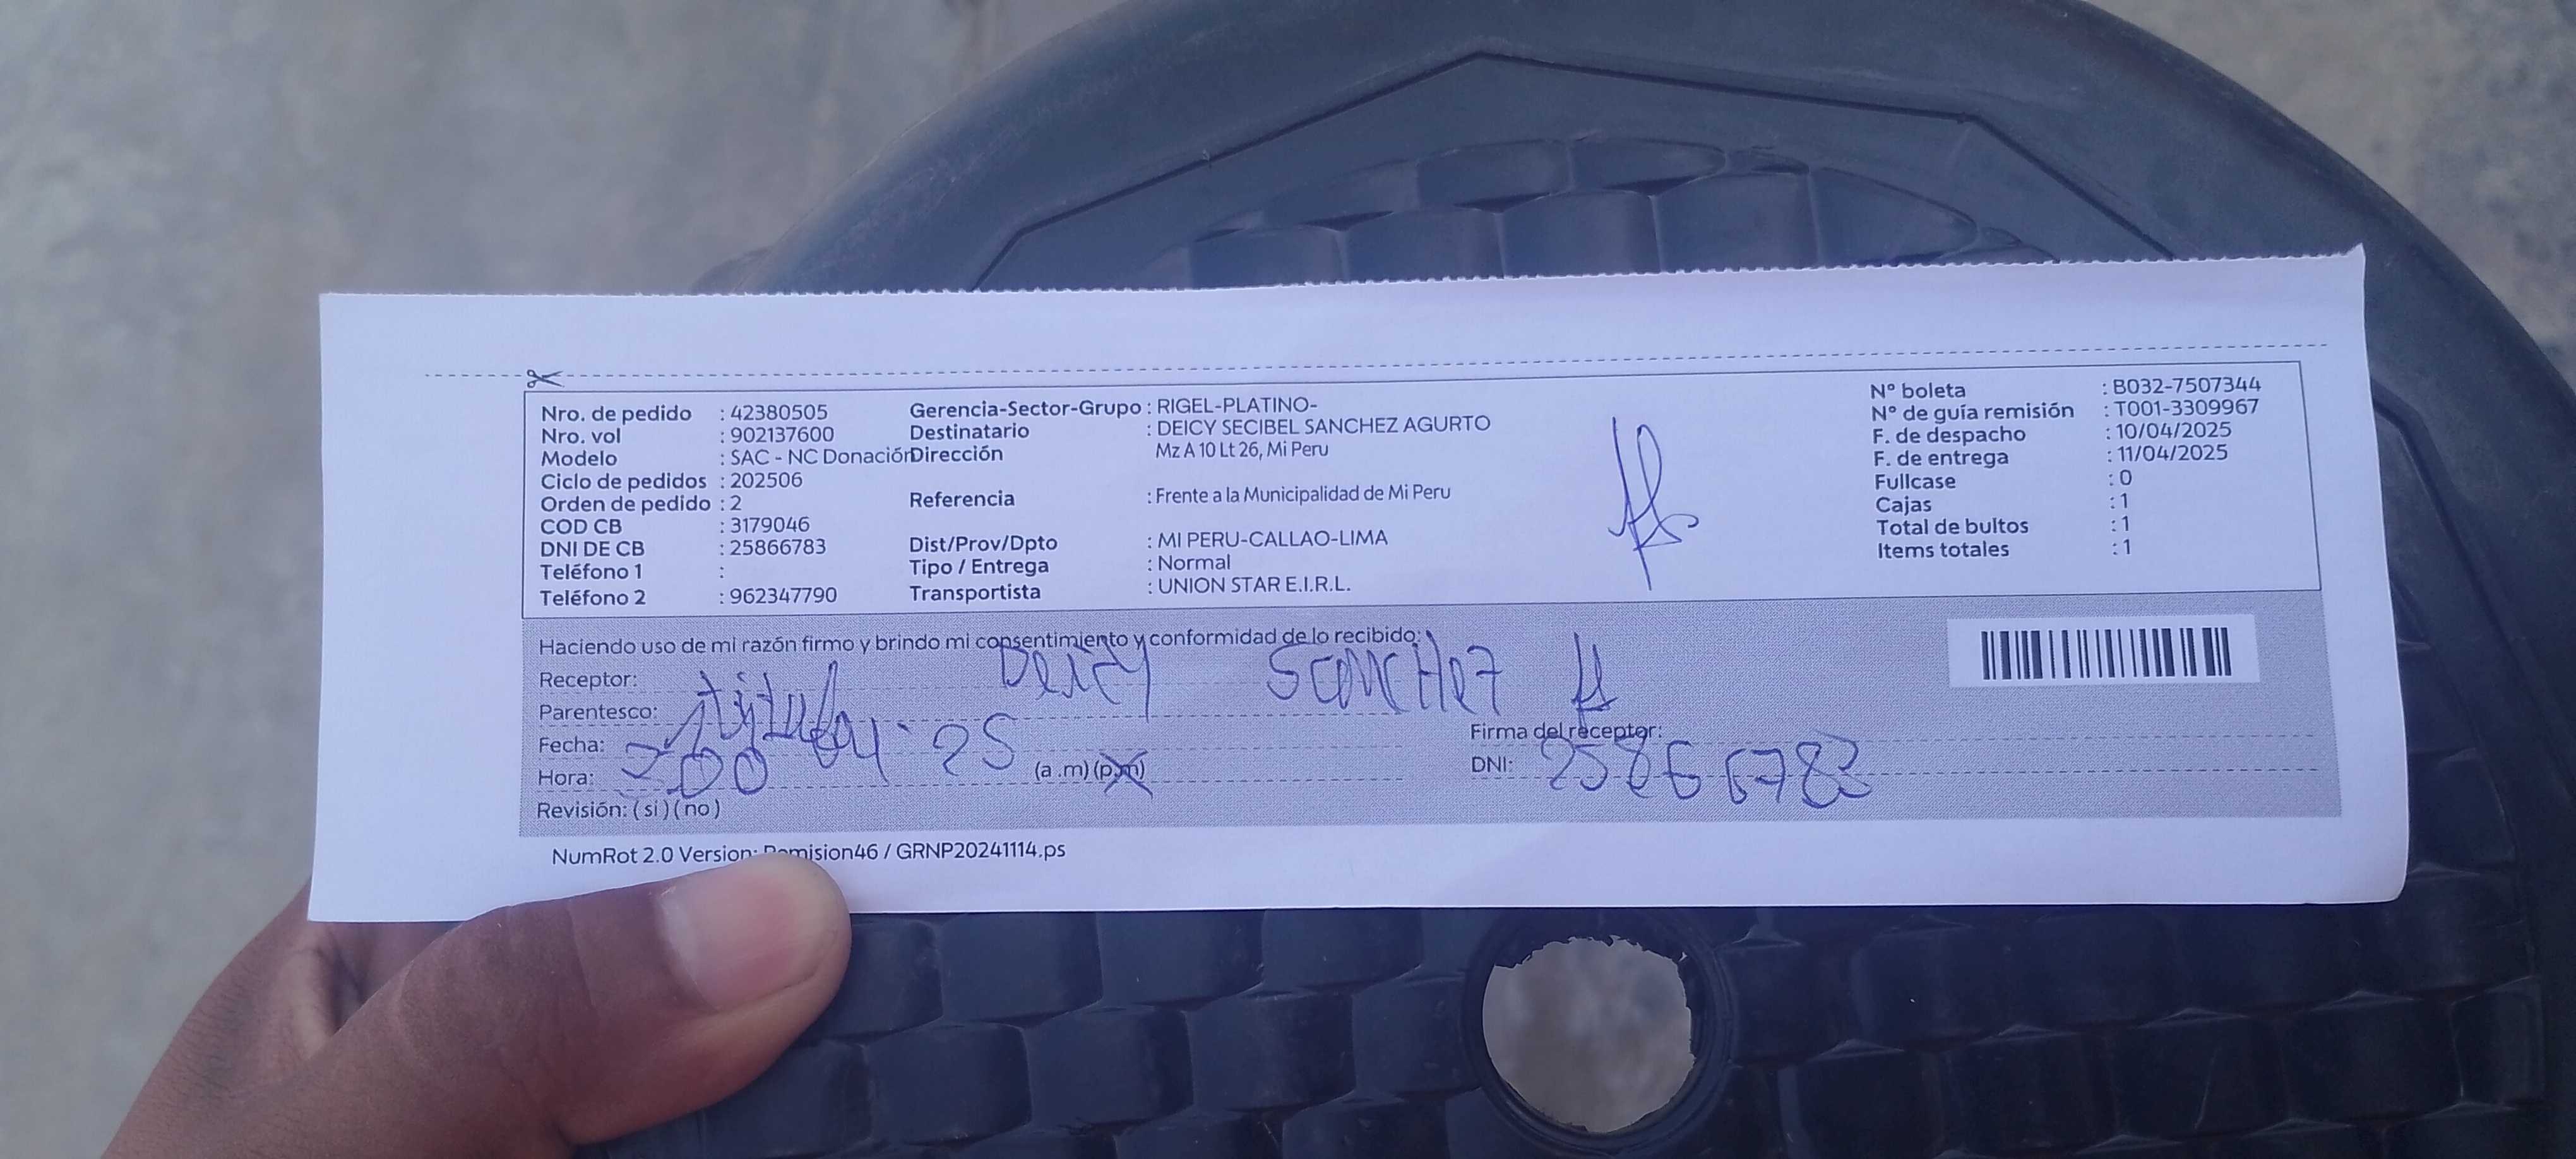 Nro. de pedido : 42380505
Nro. vol : 902137600
Modelo : SAC - NC Donación
Ciclo de pedidos : 202506
Orden de pedido : 2
COD CB : 3179046
DNI DE CB : 25866783
Teléfono 1 :
Teléfono 2 : 962347790
Gerencia-Sector-Grupo : RIGEL-PLATINO-
Destinatario : DEICY SECIBEL SANCHEZ AGURTO
Dirección Mz A 10 Lt 26, Mi Peru
Referencia : Frente a la Municipalidad de Mi Peru
Dist/Prov/Dpto : MI PERU-CALLAO-LIMA
Tipo / Entrega : Normal
Transportista : UNION STAR E.I.R.L.
N° boleta : B032-7507344
N° de guía remisión : T001-3309967
F. de despacho : 10/04/2025
F. de entrega : 11/04/2025
Fullcase : 0
Cajas : 1
Total de bultos : 1
Items totales : 1
Haciendo uso de mi razón firmo y brindo mi consentimiento y conformidad de lo recibido:
Receptor: Deicy Sanchez
Parentesco: titular
Fecha: 04-25
Hora: 200 (a.m) (p.m)
Revisión: (si) (no)
Firma del receptor:
DNI: 25866783
NumRot 2.0 Version: Remision46 / GRNP20241114.ps